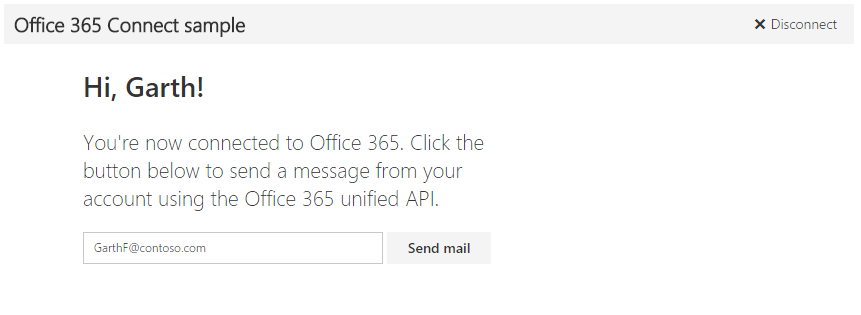 Office 365 Connect sample
✕ Disconnect
Hi, Garth!
You're now connected to Office 365. Click the
button below to send a message from your
account using the Office 365 unified API.
GarthF@contoso.com
Send mail